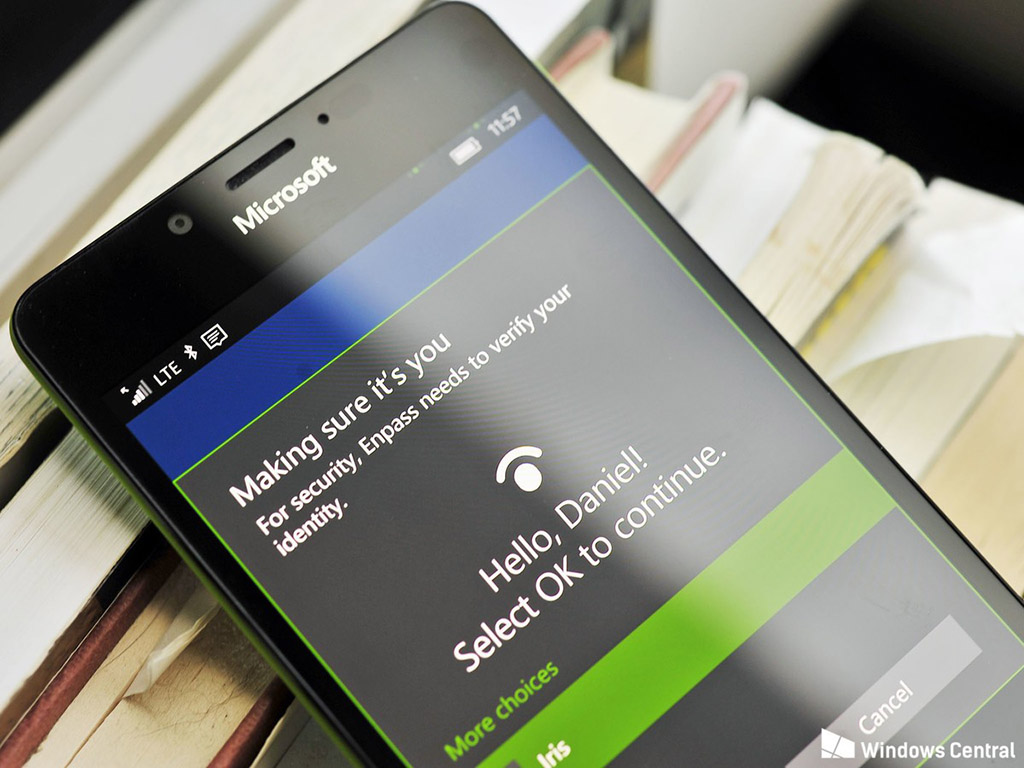 Microsoft
LTE
11:57
Making sure it's you
For security, Enpass needs to verify your
identity.
Hello, Daniel!
Select OK to continue.
More choices
Iris
Cancel
Windows Central